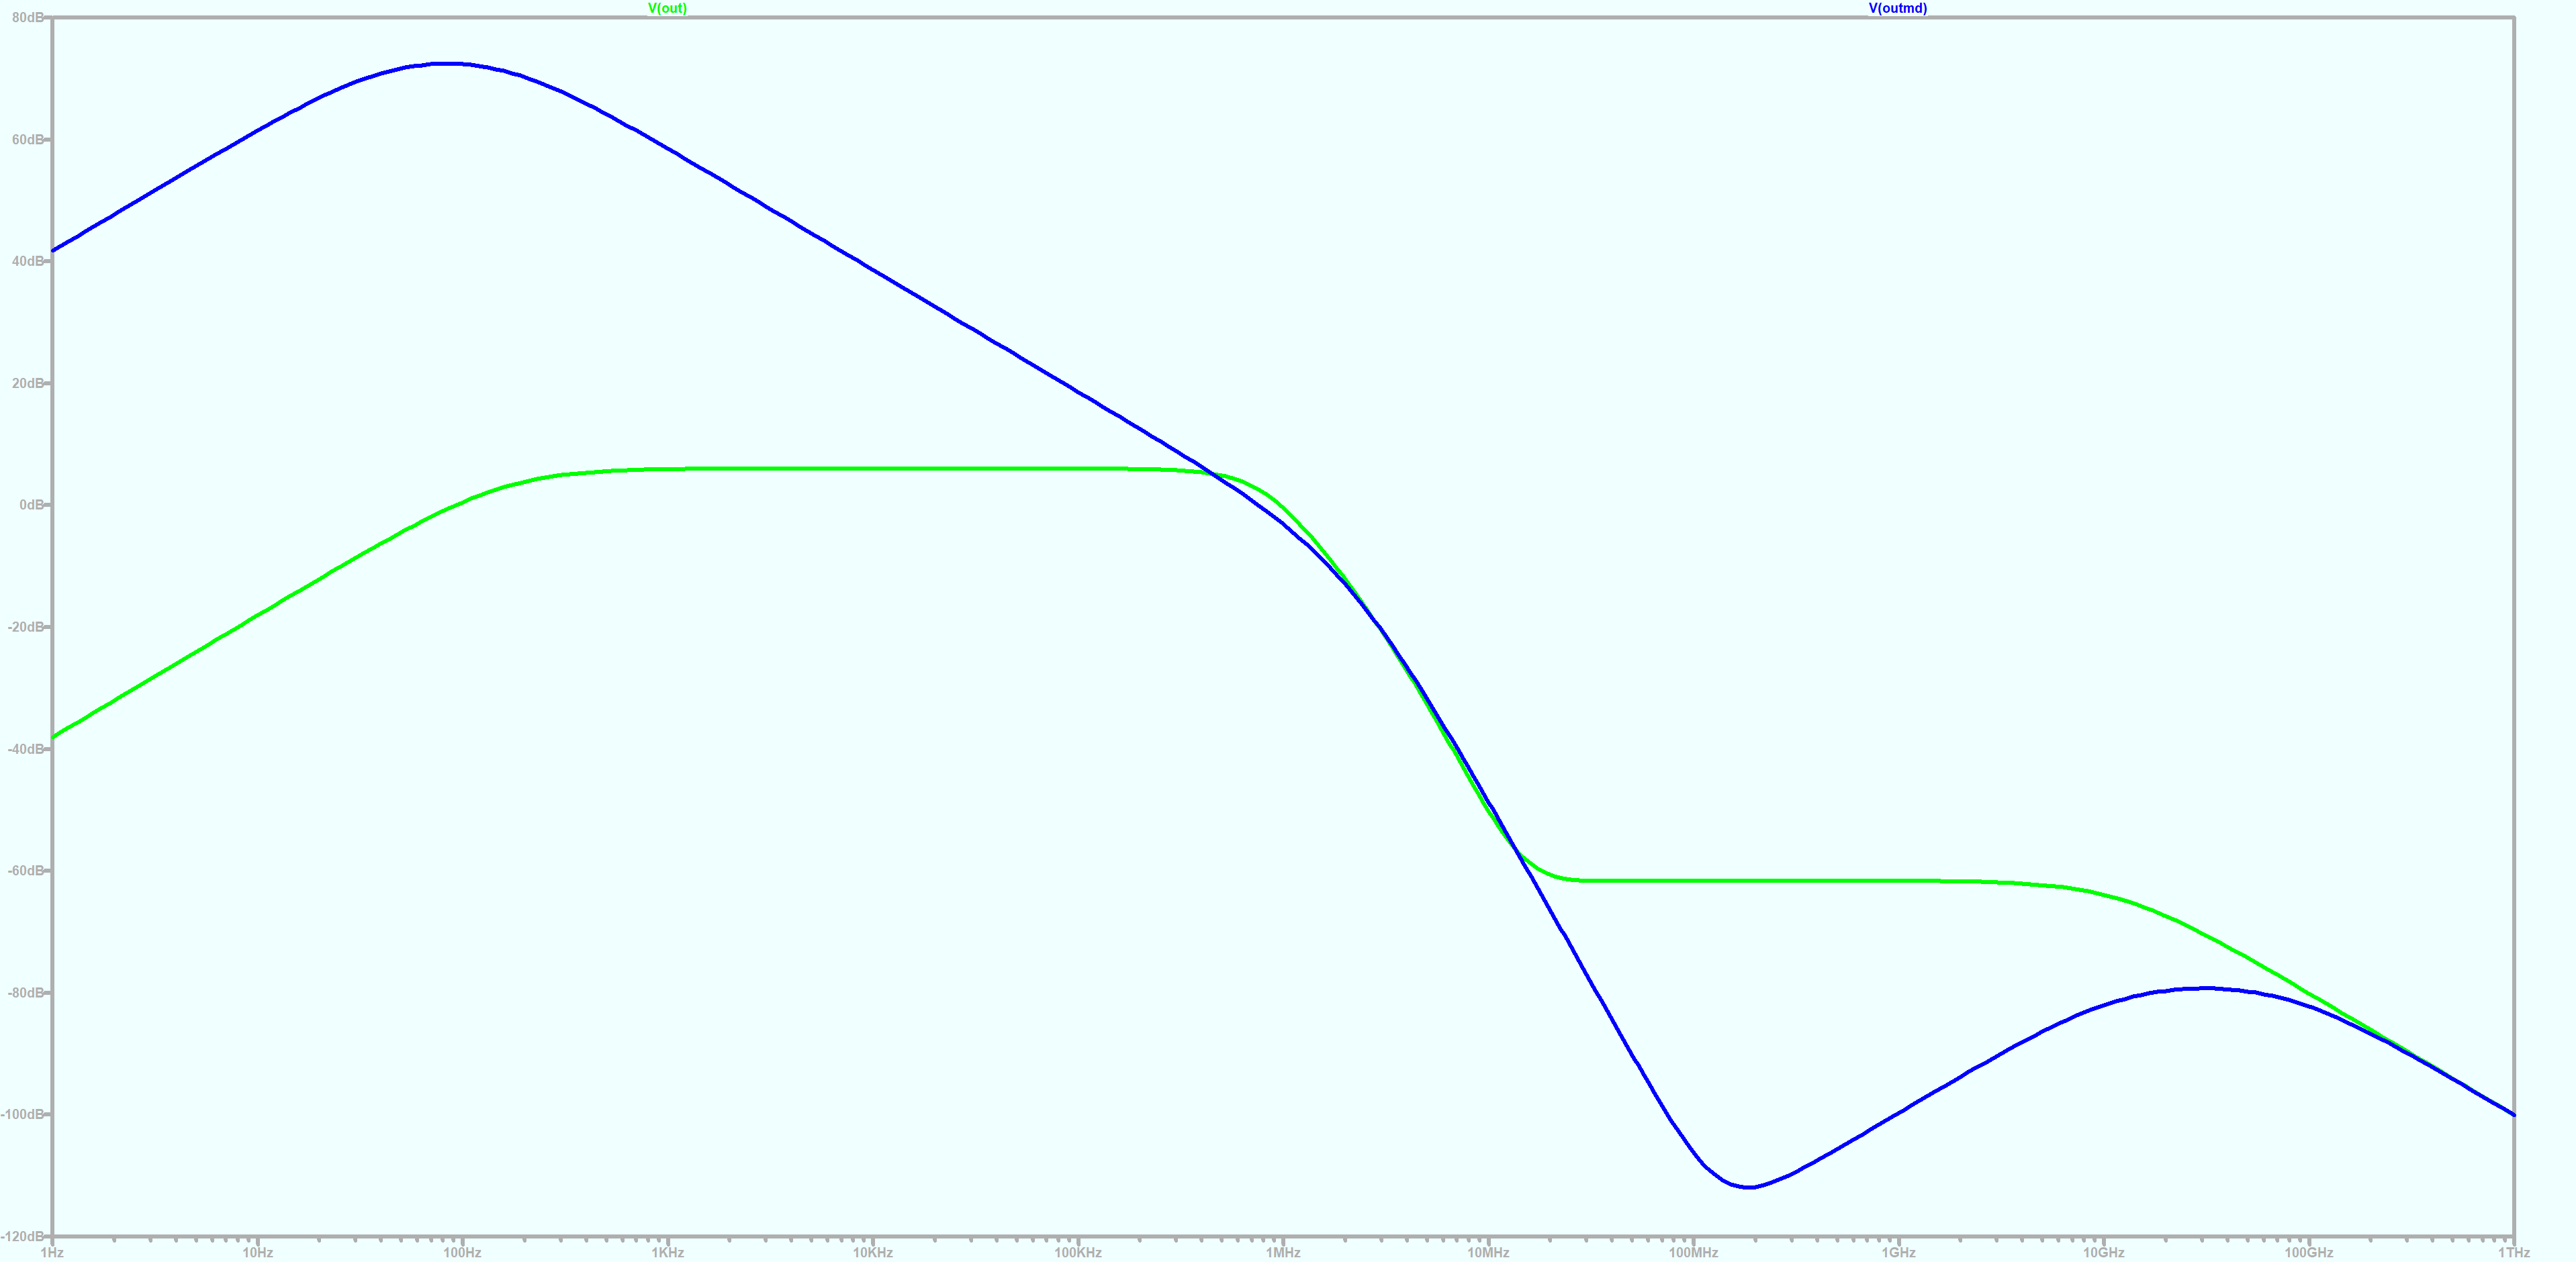 V(out) V(outmd)
80dB
60dB
40dB
20dB
0dB
-20dB
-40dB
-60dB
-80dB
-100dB
-120dB
1Hz 10Hz 100Hz 1KHz 10KHz 100KHz 1MHz 10MHz 100MHz 1GHz 10GHz 100GHz 1THz